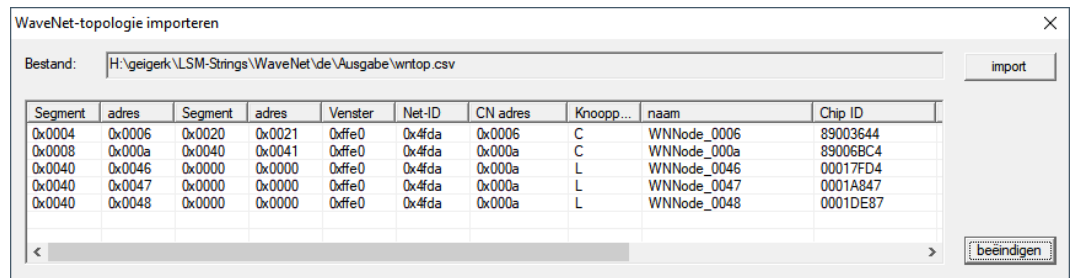 WaveNet-topologie importeren
Bestand: H:\geigerk\LSM-Strings\WaveNet\de\Ausgabe\wntop.csv import
Segment adres Segment adres Venster Net-ID CN adres Knoopp... naam Chip ID
0x0004 0x0006 0x0020 0x0021 0xffe0 0x4fda 0x0006 C WNNode_0006 89003644
0x0008 0x000a 0x0040 0x0041 0xffe0 0x4fda 0x000a C WNNode_000a 89006BC4
0x0040 0x0046 0x0000 0x0000 0xffe0 0x4fda 0x000a L WNNode_0046 00017FD4
0x0040 0x0047 0x0000 0x0000 0xffe0 0x4fda 0x000a L WNNode_0047 0001A847
0x0040 0x0048 0x0000 0x0000 0xffe0 0x4fda 0x000a L WNNode_0048 0001DE87
beëindigen